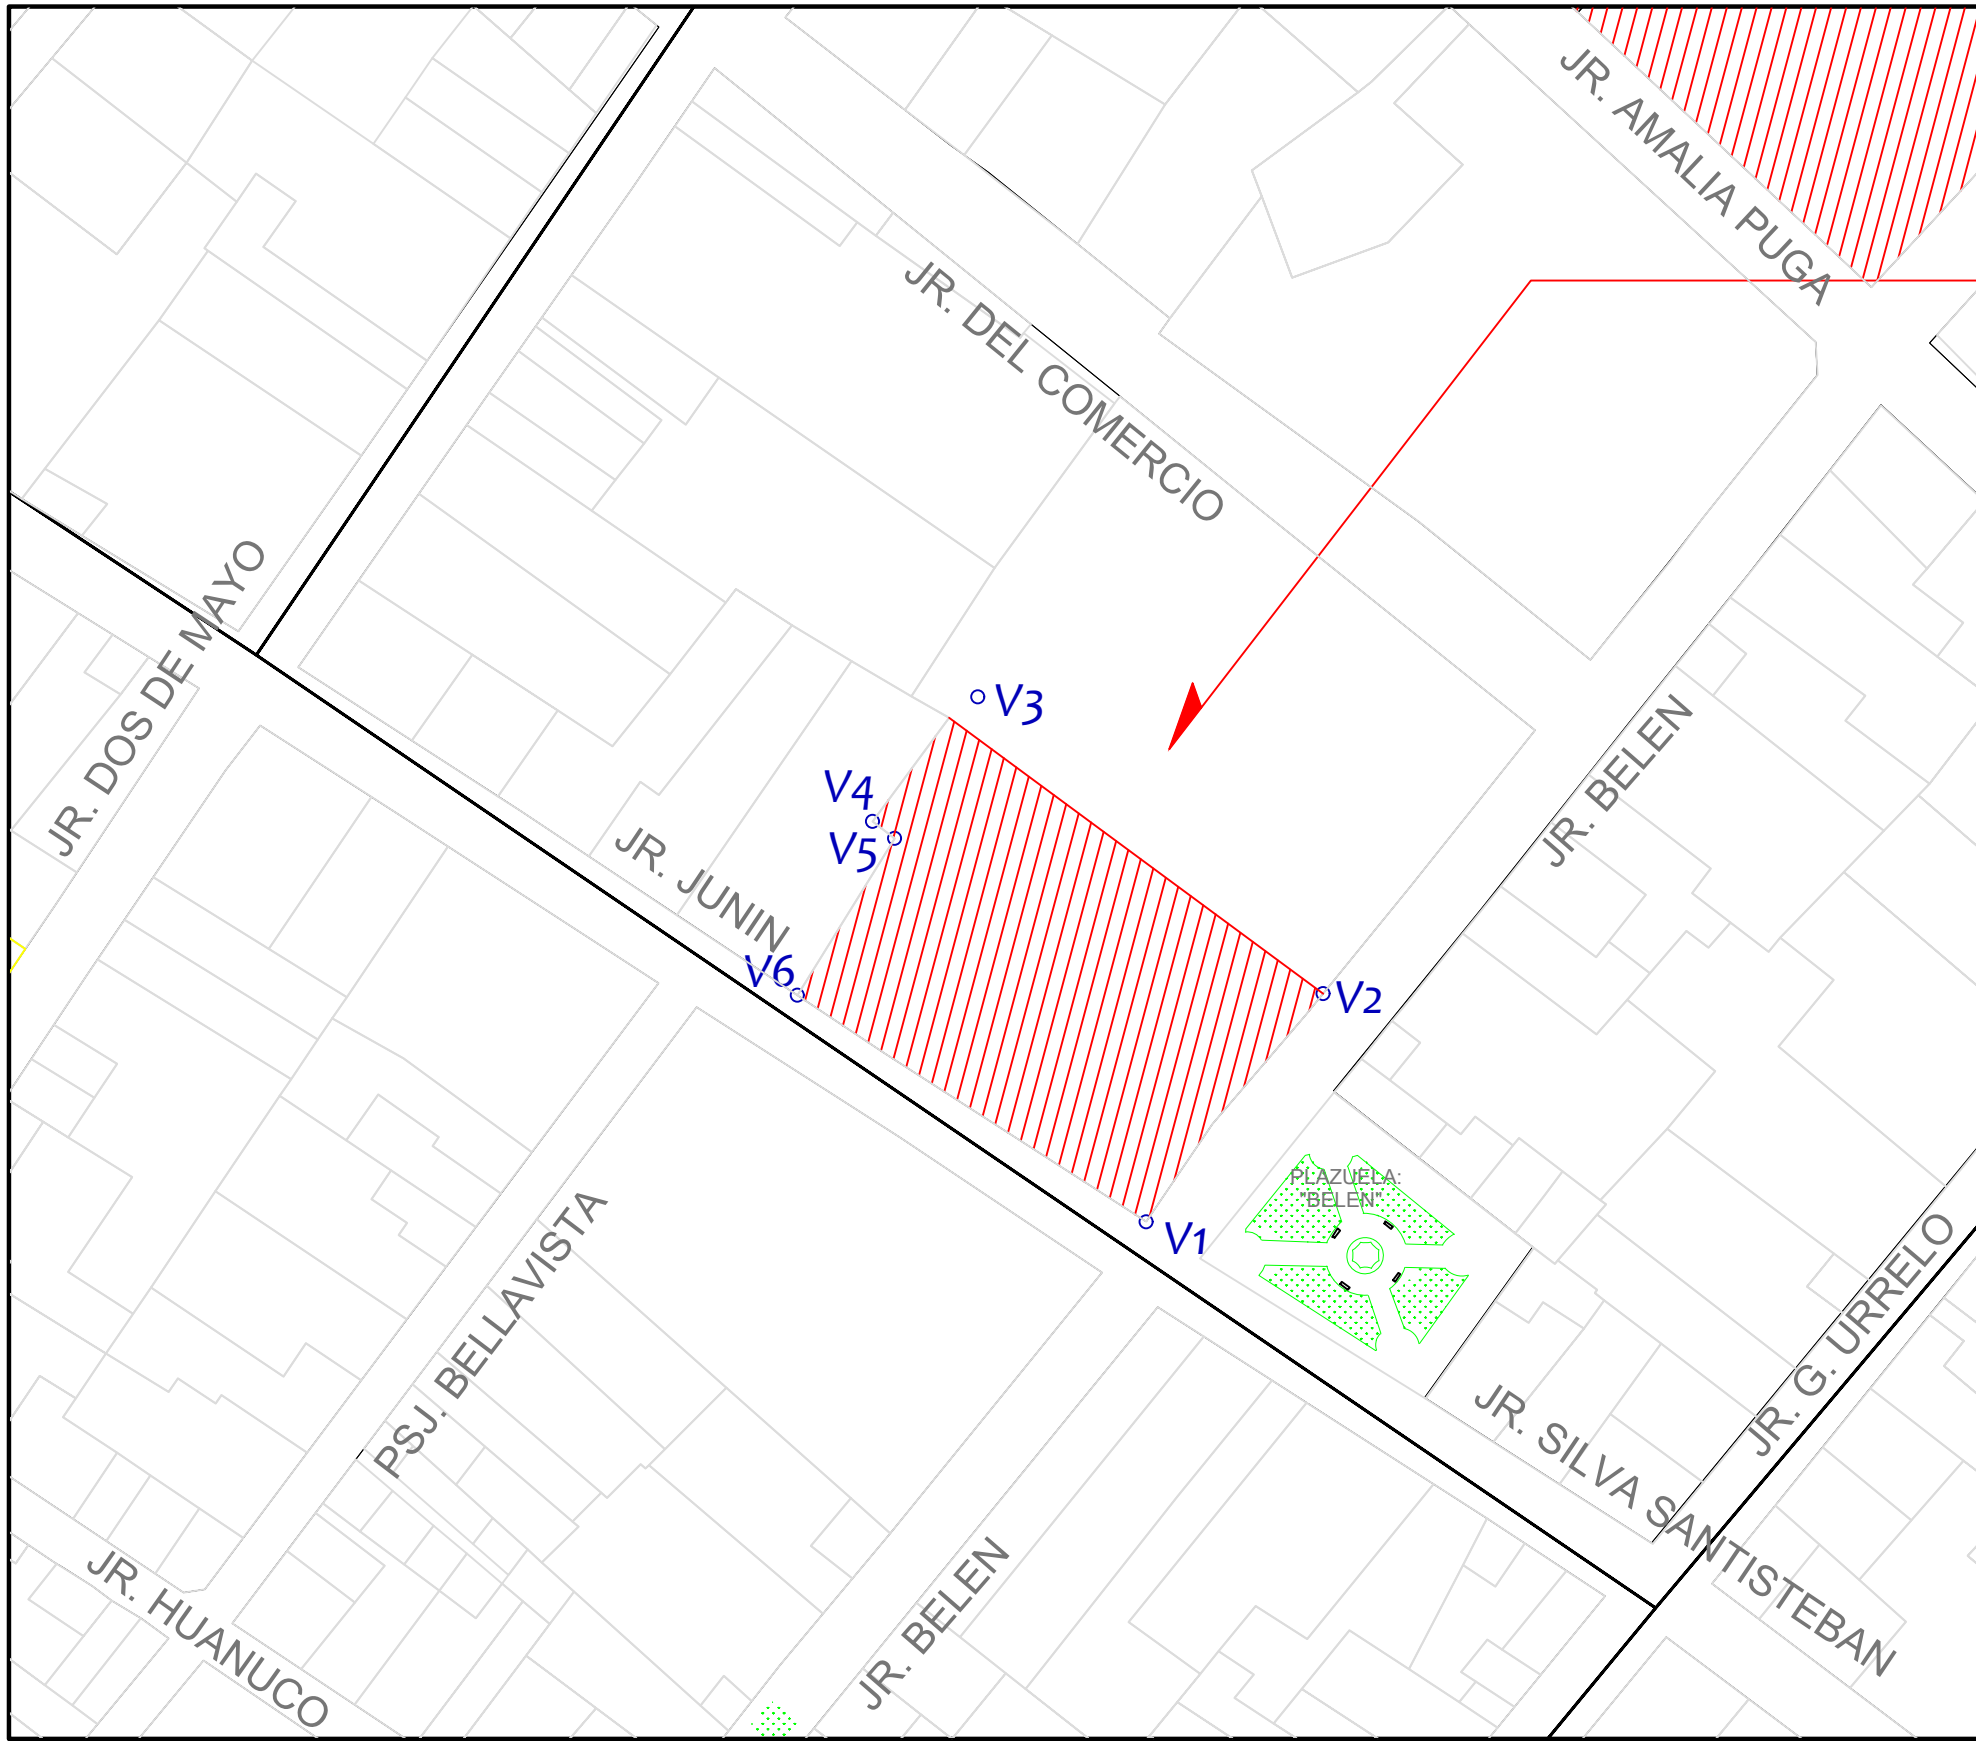 JR. AMALIA PUGA
JR. DEL COMERCIO
JR. DOS DE MAYO
V3
JR. BELEN
V4
V5
JR. JUNIN
V6
V2
PLAZUELA:
"BELEN"
V1
PSJ. BELLAVISTA
JR. G. URRELO
JR. SILVA SANTISTEBAN
JR. HUANUCO
JR. BELEN